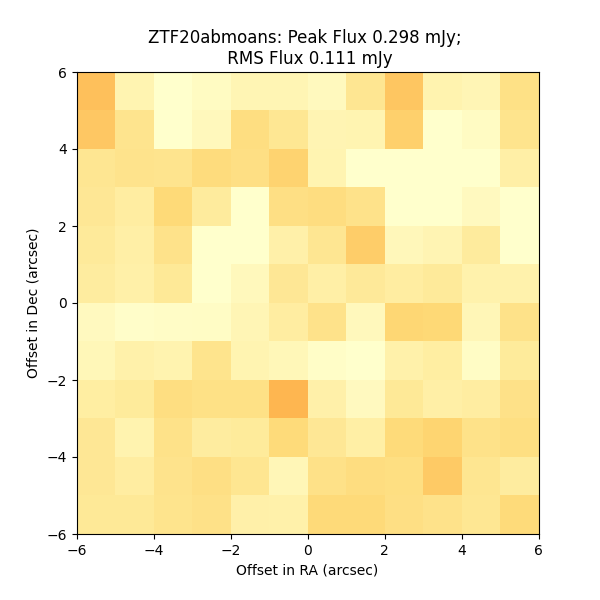 ZTF20abmoans: Peak Flux 0.298 mJy;
RMS Flux 0.111 mJy
6
4
2
0
−2
−4
−6
Offset in Dec (arcsec)
−6 −4 −2 0 2 4 6
Offset in RA (arcsec)